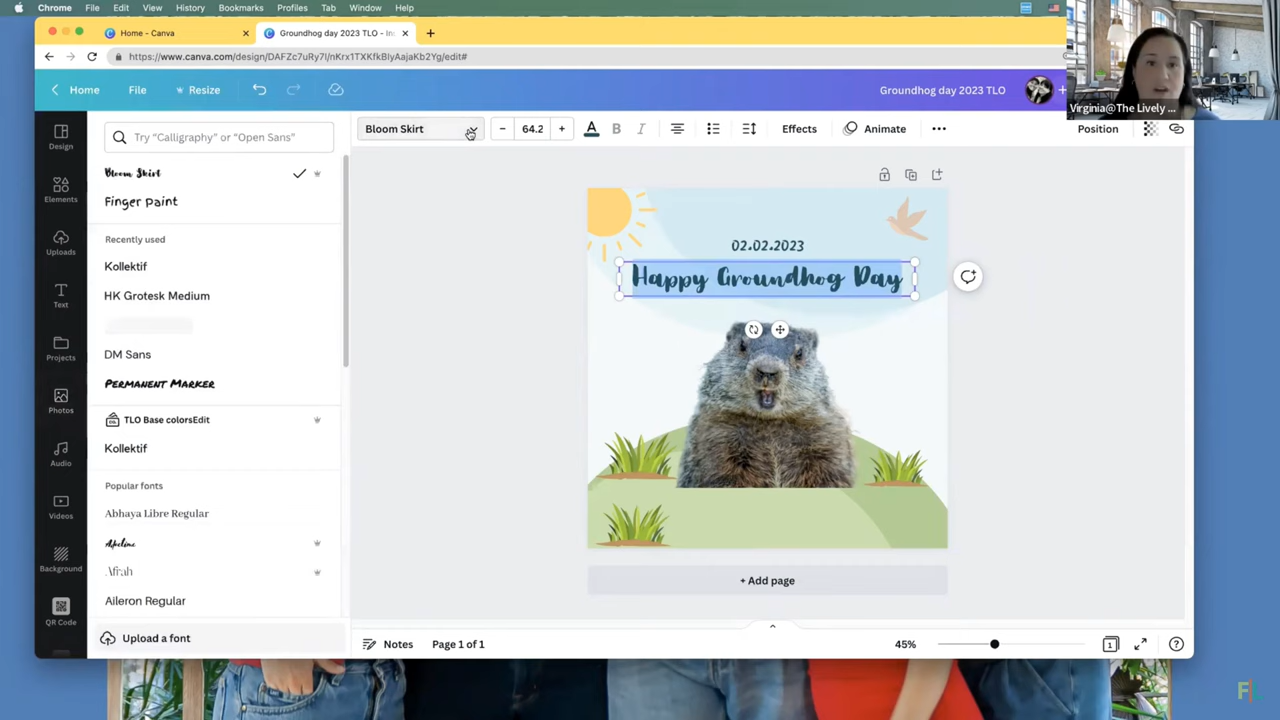 Chrome File Edit View History Bookmarks Profiles Tab Window Help
Home - Canva
Groundhog day 2023 TLO - In
https://www.canva.com/design/DAFZc7uRy7I/nKrx1TXKfkBIyAajaKb2Yg/edit#
Home File Resize
Groundhog day 2023 TLO
Virginia@The Lively ...
Bloom Skirt
64.2
A B I
Effects
Animate
Position
Design
Elements
Uploads
Text
Projects
Photos
Audio
Videos
Background
QR Code
Try “Calligraphy” or “Open Sans”
Bloom Skirt
Finger Paint
Recently used
Kollektif
HK Grotesk Medium
DM Sans
Permanent Marker
TLO Base colorsEdit
Kollektif
Popular fonts
Abhaya Libre Regular
Afrah
Aileron Regular
Upload a font
02.02.2023
Happy Groundhog Day
+ Add page
Notes
Page 1 of 1
45%
1
FL